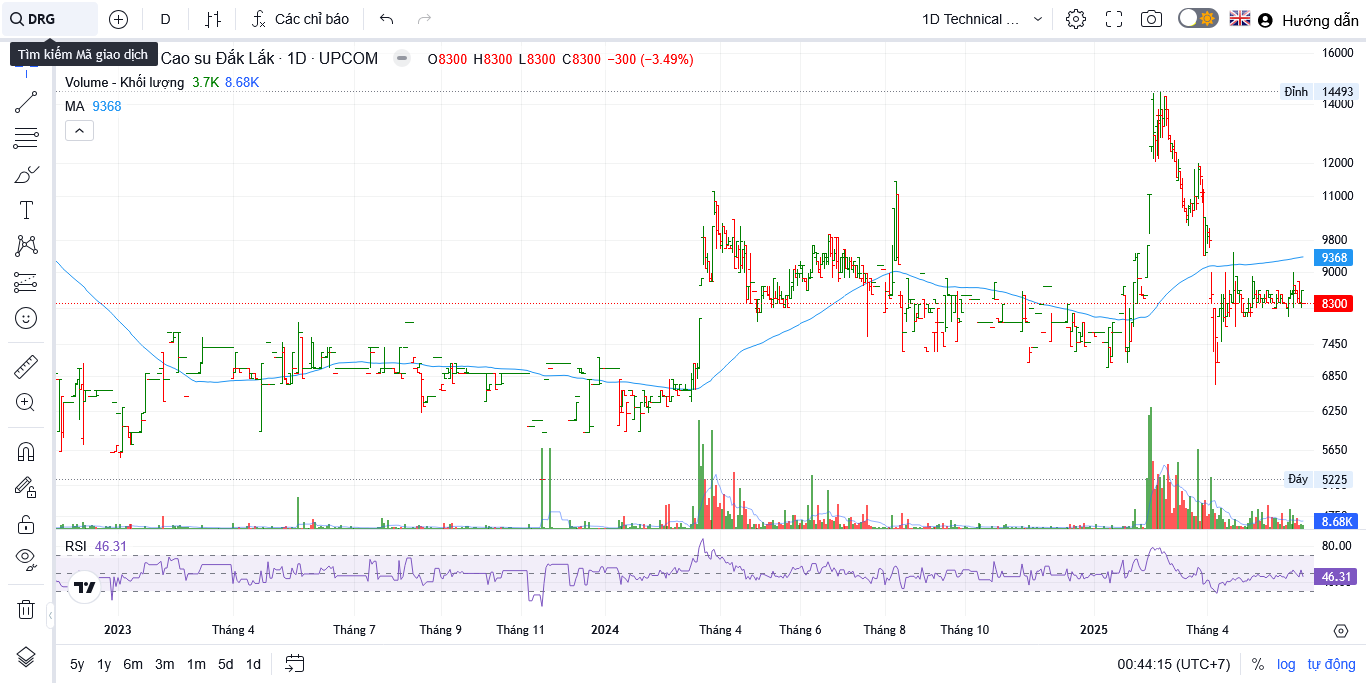 DRG D Các chỉ báo 1D Technical ... Hướng dẫn
Tìm kiếm Mã giao dịch
Cao su Đắk Lắk · 1D · UPCOM O8300 H8300 L8300 C8300 −300 (−3.49%)
Volume - Khối lượng 3.7K 8.68K
MA 9368
16000
Đỉnh 14493
14000
12000
11000
9800
9368
9000
8300
7450
6850
6250
5650
Đáy 5225
8.68K
RSI 46.31
80.00
46.31
2023 Tháng 4 Tháng 7 Tháng 9 Tháng 11 2024 Tháng 4 Tháng 6 Tháng 8 Tháng 10 2025 Tháng 4
5y 1y 6m 3m 1m 5d 1d 00:44:15 (UTC+7) % log tự động